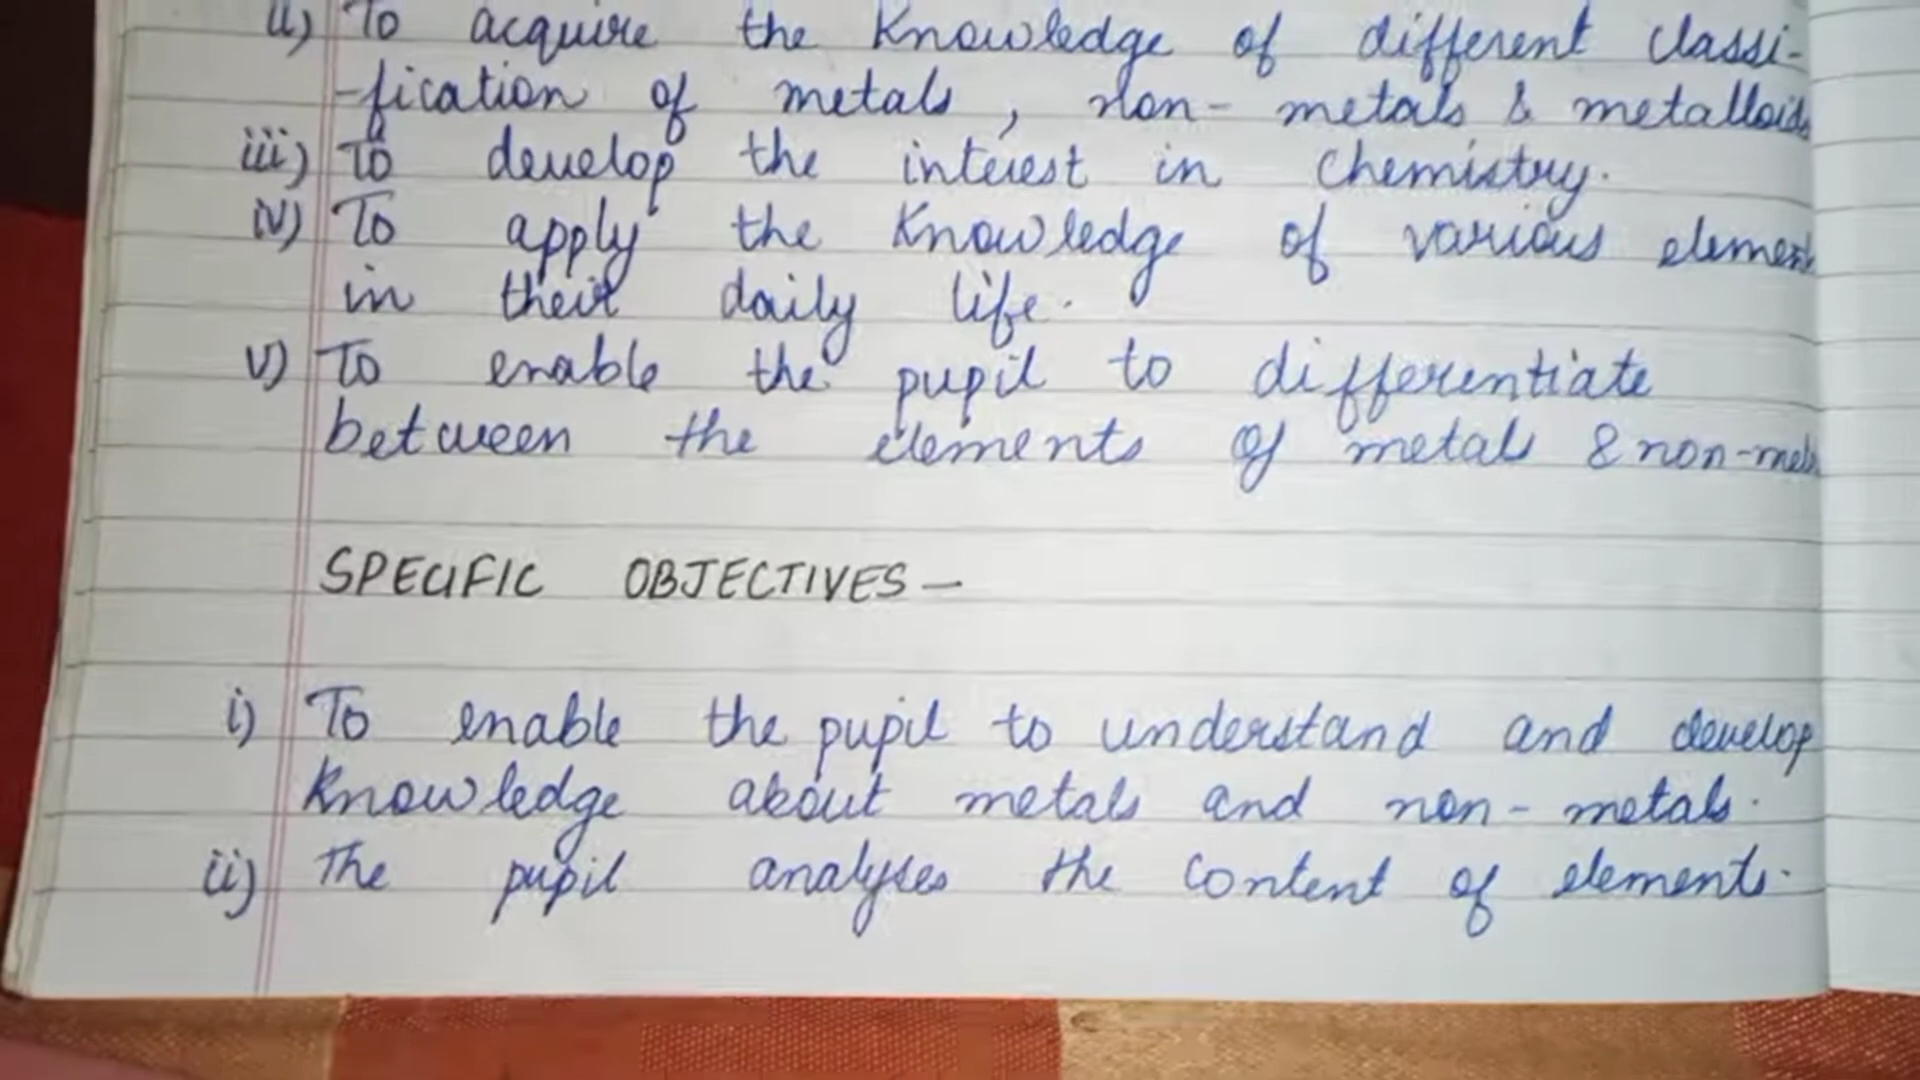 ii) To acquire the Knowledge of different classi-
-fication of metals, non-metals & metalloids
iii) To develop the interest in Chemistry.
iv) To apply the Knowledge of various element
in their daily life.
v) To enable the pupil to differentiate
between the elements of metals & non-meta
SPECIFIC OBJECTIVES —
i) To enable the pupil to understand and develop
Knowledge about metals and non-metals.
ii) The pupil analyses the Content of elements.